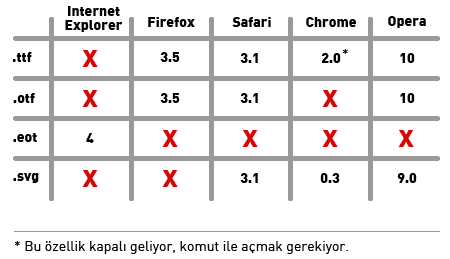 Internet Explorer Firefox Safari Chrome Opera
.ttf X 3.5 3.1 2.0* 10
.otf X 3.5 3.1 X 10
.eot 4 X X X X
.svg X X 3.1 0.3 9.0
* Bu özellik kapalı geliyor, komut ile açmak gerekiyor.